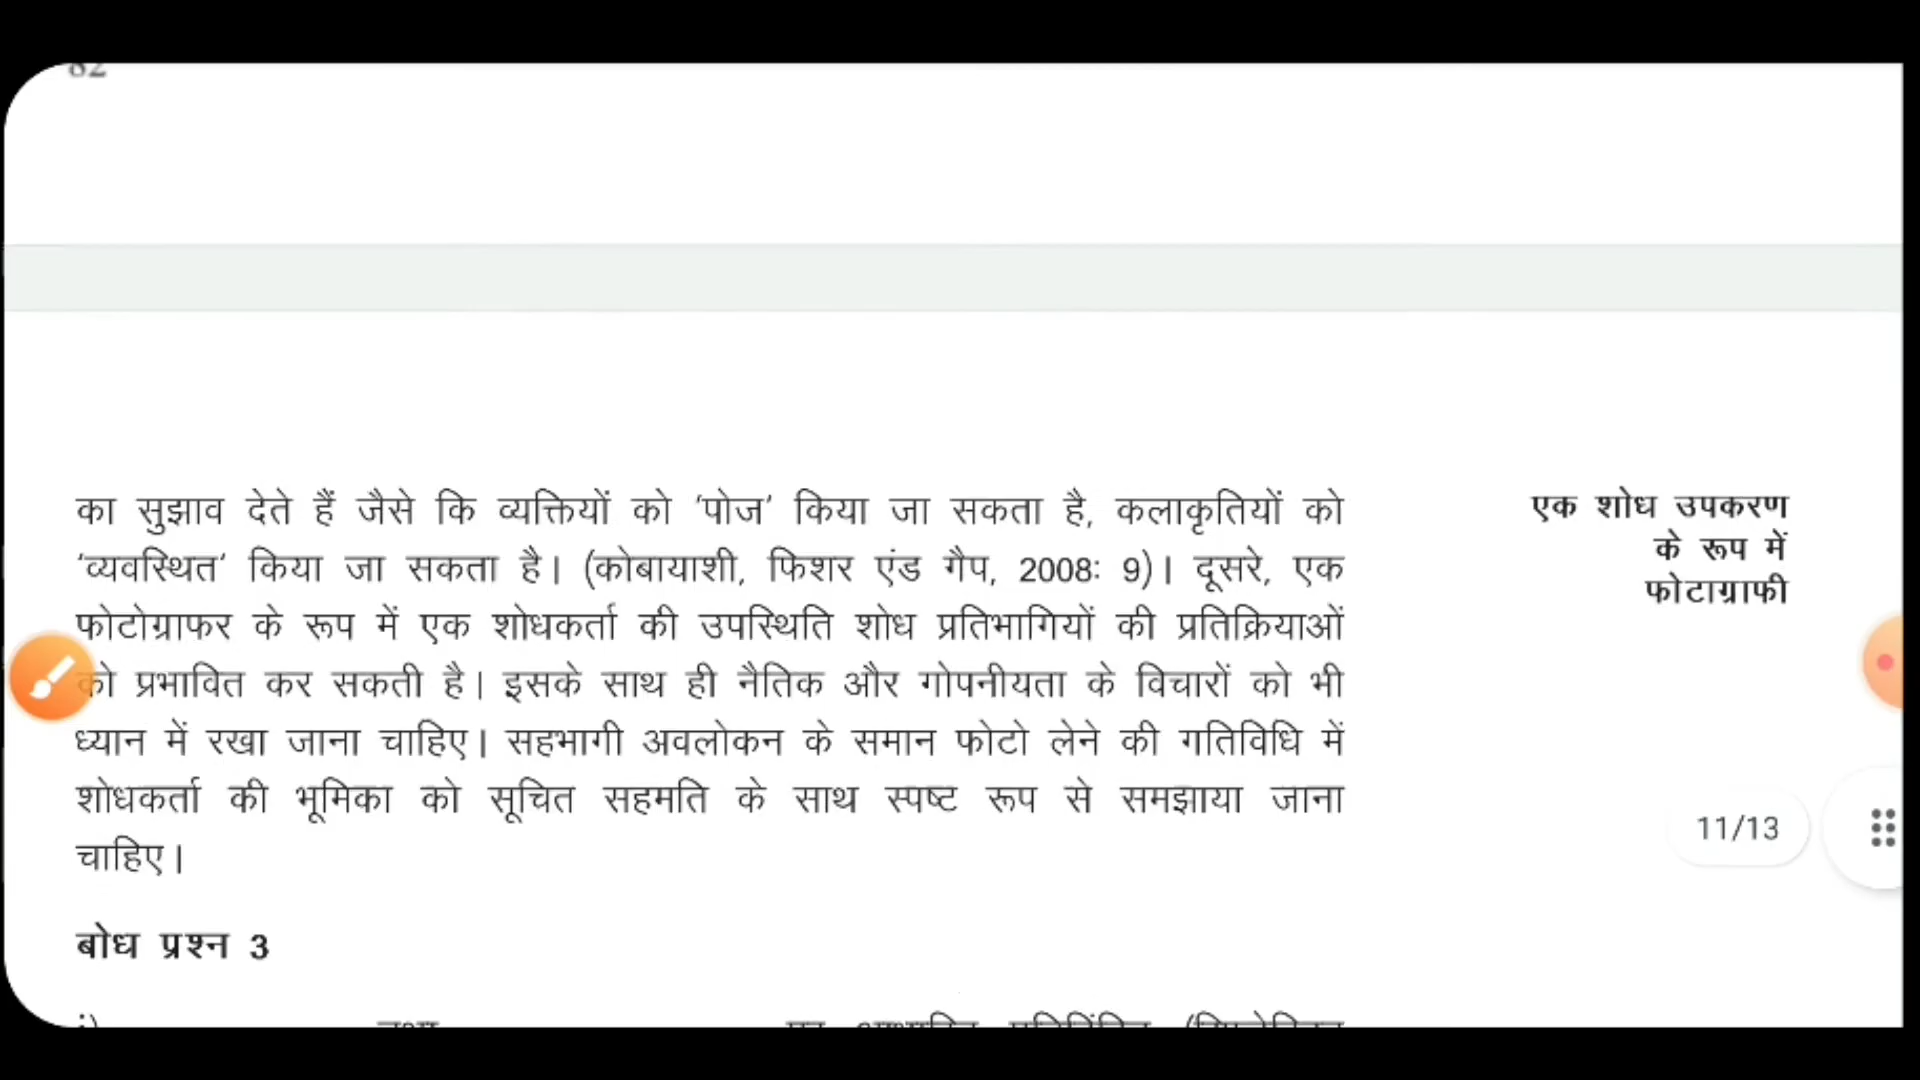 82
का सुझाव देते हैं जैसे कि व्यक्तियों को ‘पोज’ किया जा सकता है, कलाकृतियों को
‘व्यवस्थित’ किया जा सकता है। (कोबायाशी, फिशर एंड गैप, 2008: 9)। दूसरे, एक
फोटोग्राफर के रूप में एक शोधकर्ता की उपस्थिति शोध प्रतिभागियों की प्रतिक्रियाओं
को प्रभावित कर सकती है। इसके साथ ही नैतिक और गोपनीयता के विचारों को भी
ध्यान में रखा जाना चाहिए। सहभागी अवलोकन के समान फोटो लेने की गतिविधि में
शोधकर्ता की भूमिका को सूचित सहमति के साथ स्पष्ट रूप से समझाया जाना
चाहिए।
एक शोध उपकरण
के रूप में
फोटाग्राफी
11/13
बोध प्रश्न 3
i) तथा